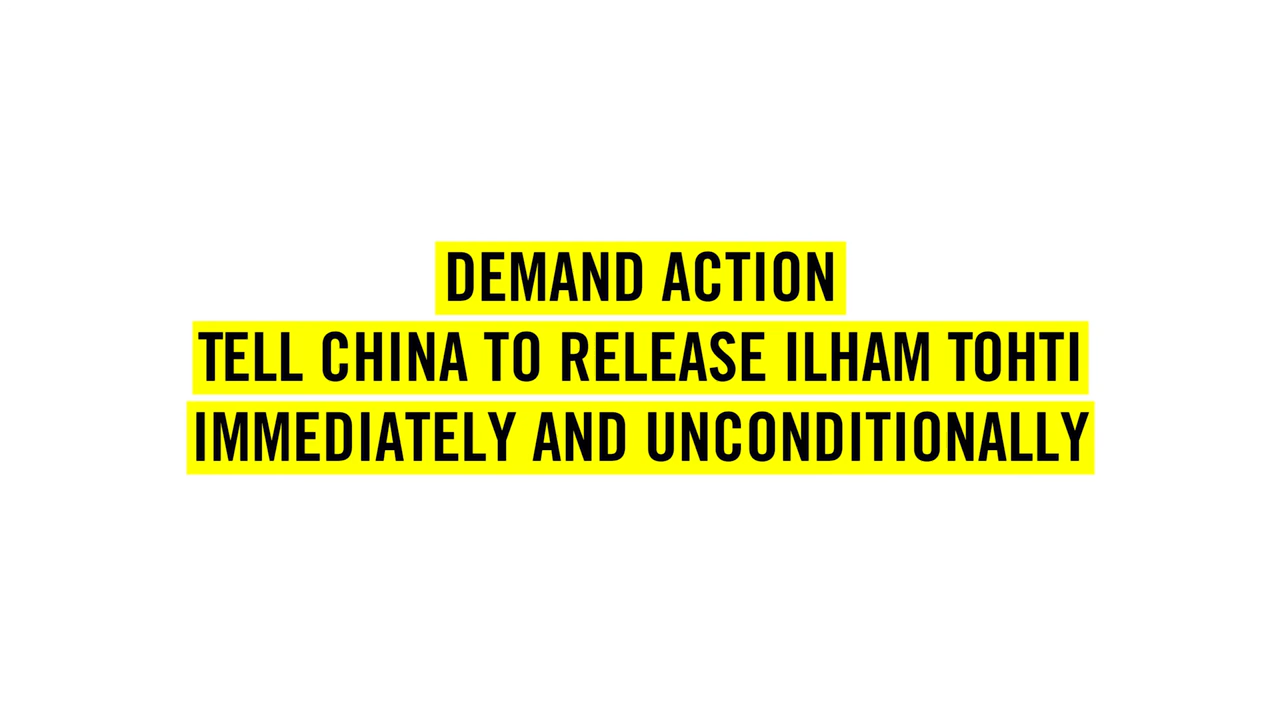 DEMAND ACTION
TELL CHINA TO RELEASE ILHAM TOHTI
IMMEDIATELY AND UNCONDITIONALLY